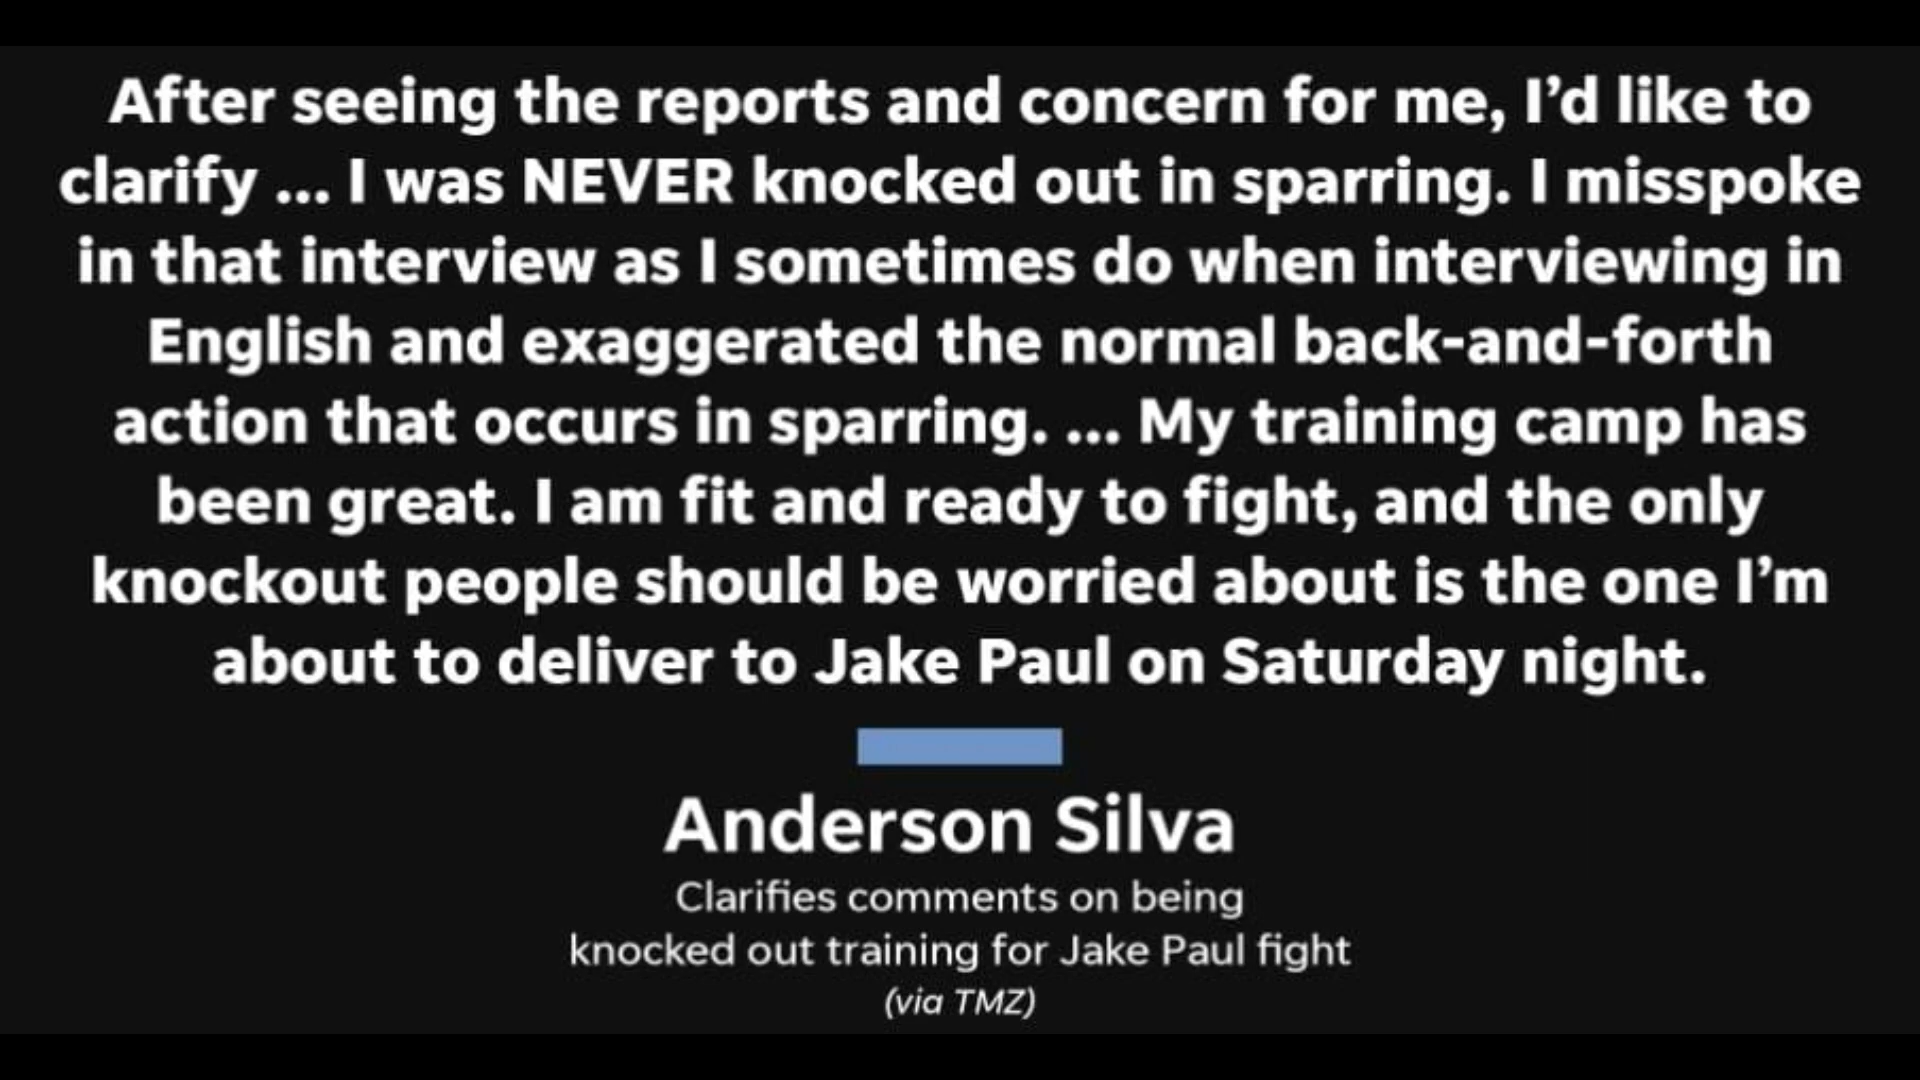 After seeing the reports and concern for me, I’d like to
clarify ... I was NEVER knocked out in sparring. I misspoke
in that interview as I sometimes do when interviewing in
English and exaggerated the normal back-and-forth
action that occurs in sparring. ... My training camp has
been great. I am fit and ready to fight, and the only
knockout people should be worried about is the one I’m
about to deliver to Jake Paul on Saturday night.
Anderson Silva
Clarifies comments on being
knocked out training for Jake Paul fight
(via TMZ)